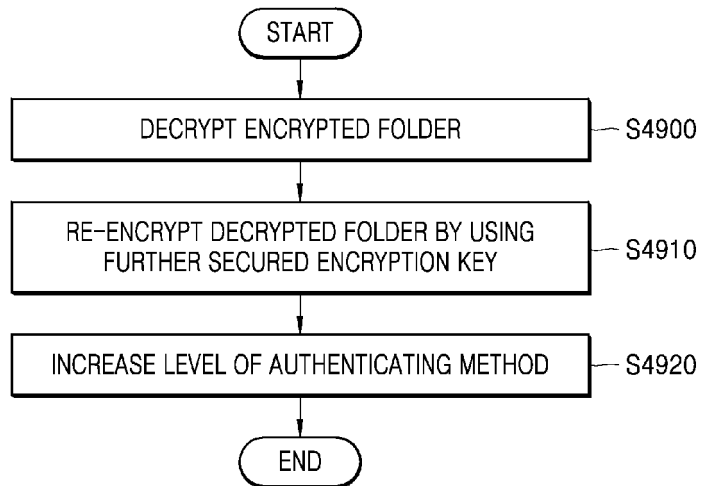 START
DECRYPT ENCRYPTED FOLDER
S4900
RE-ENCRYPT DECRYPTED FOLDER BY USING
FURTHER SECURED ENCRYPTION KEY
S4910
INCREASE LEVEL OF AUTHENTICATING METHOD
S4920
END